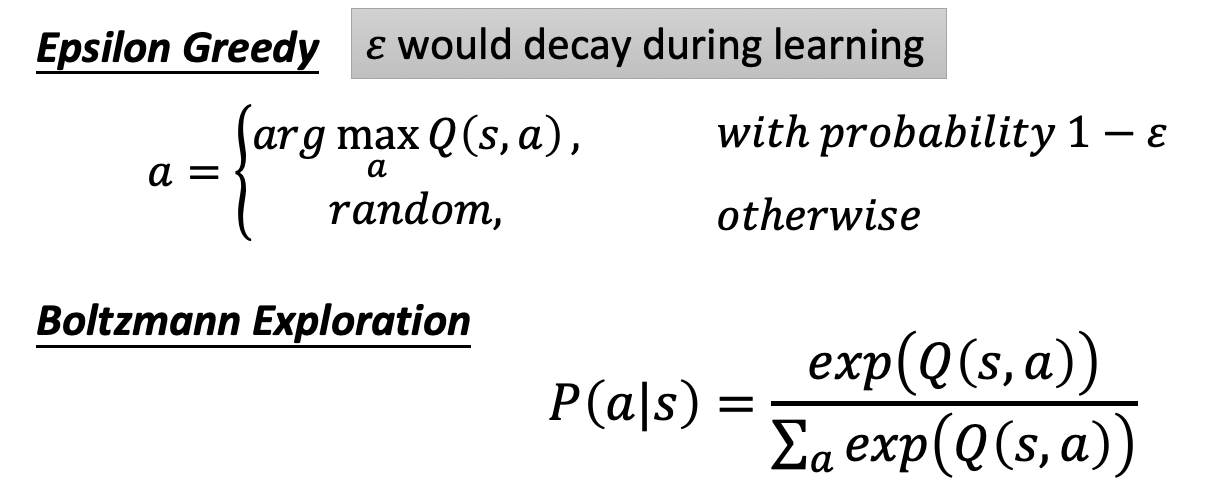 Epsilon Greedy
ε would decay during learning
a = { arg max_a Q(s, a), with probability 1 − ε
random, otherwise
Boltzmann Exploration
P(a|s) = exp(Q(s, a)) / ∑_a exp(Q(s, a))